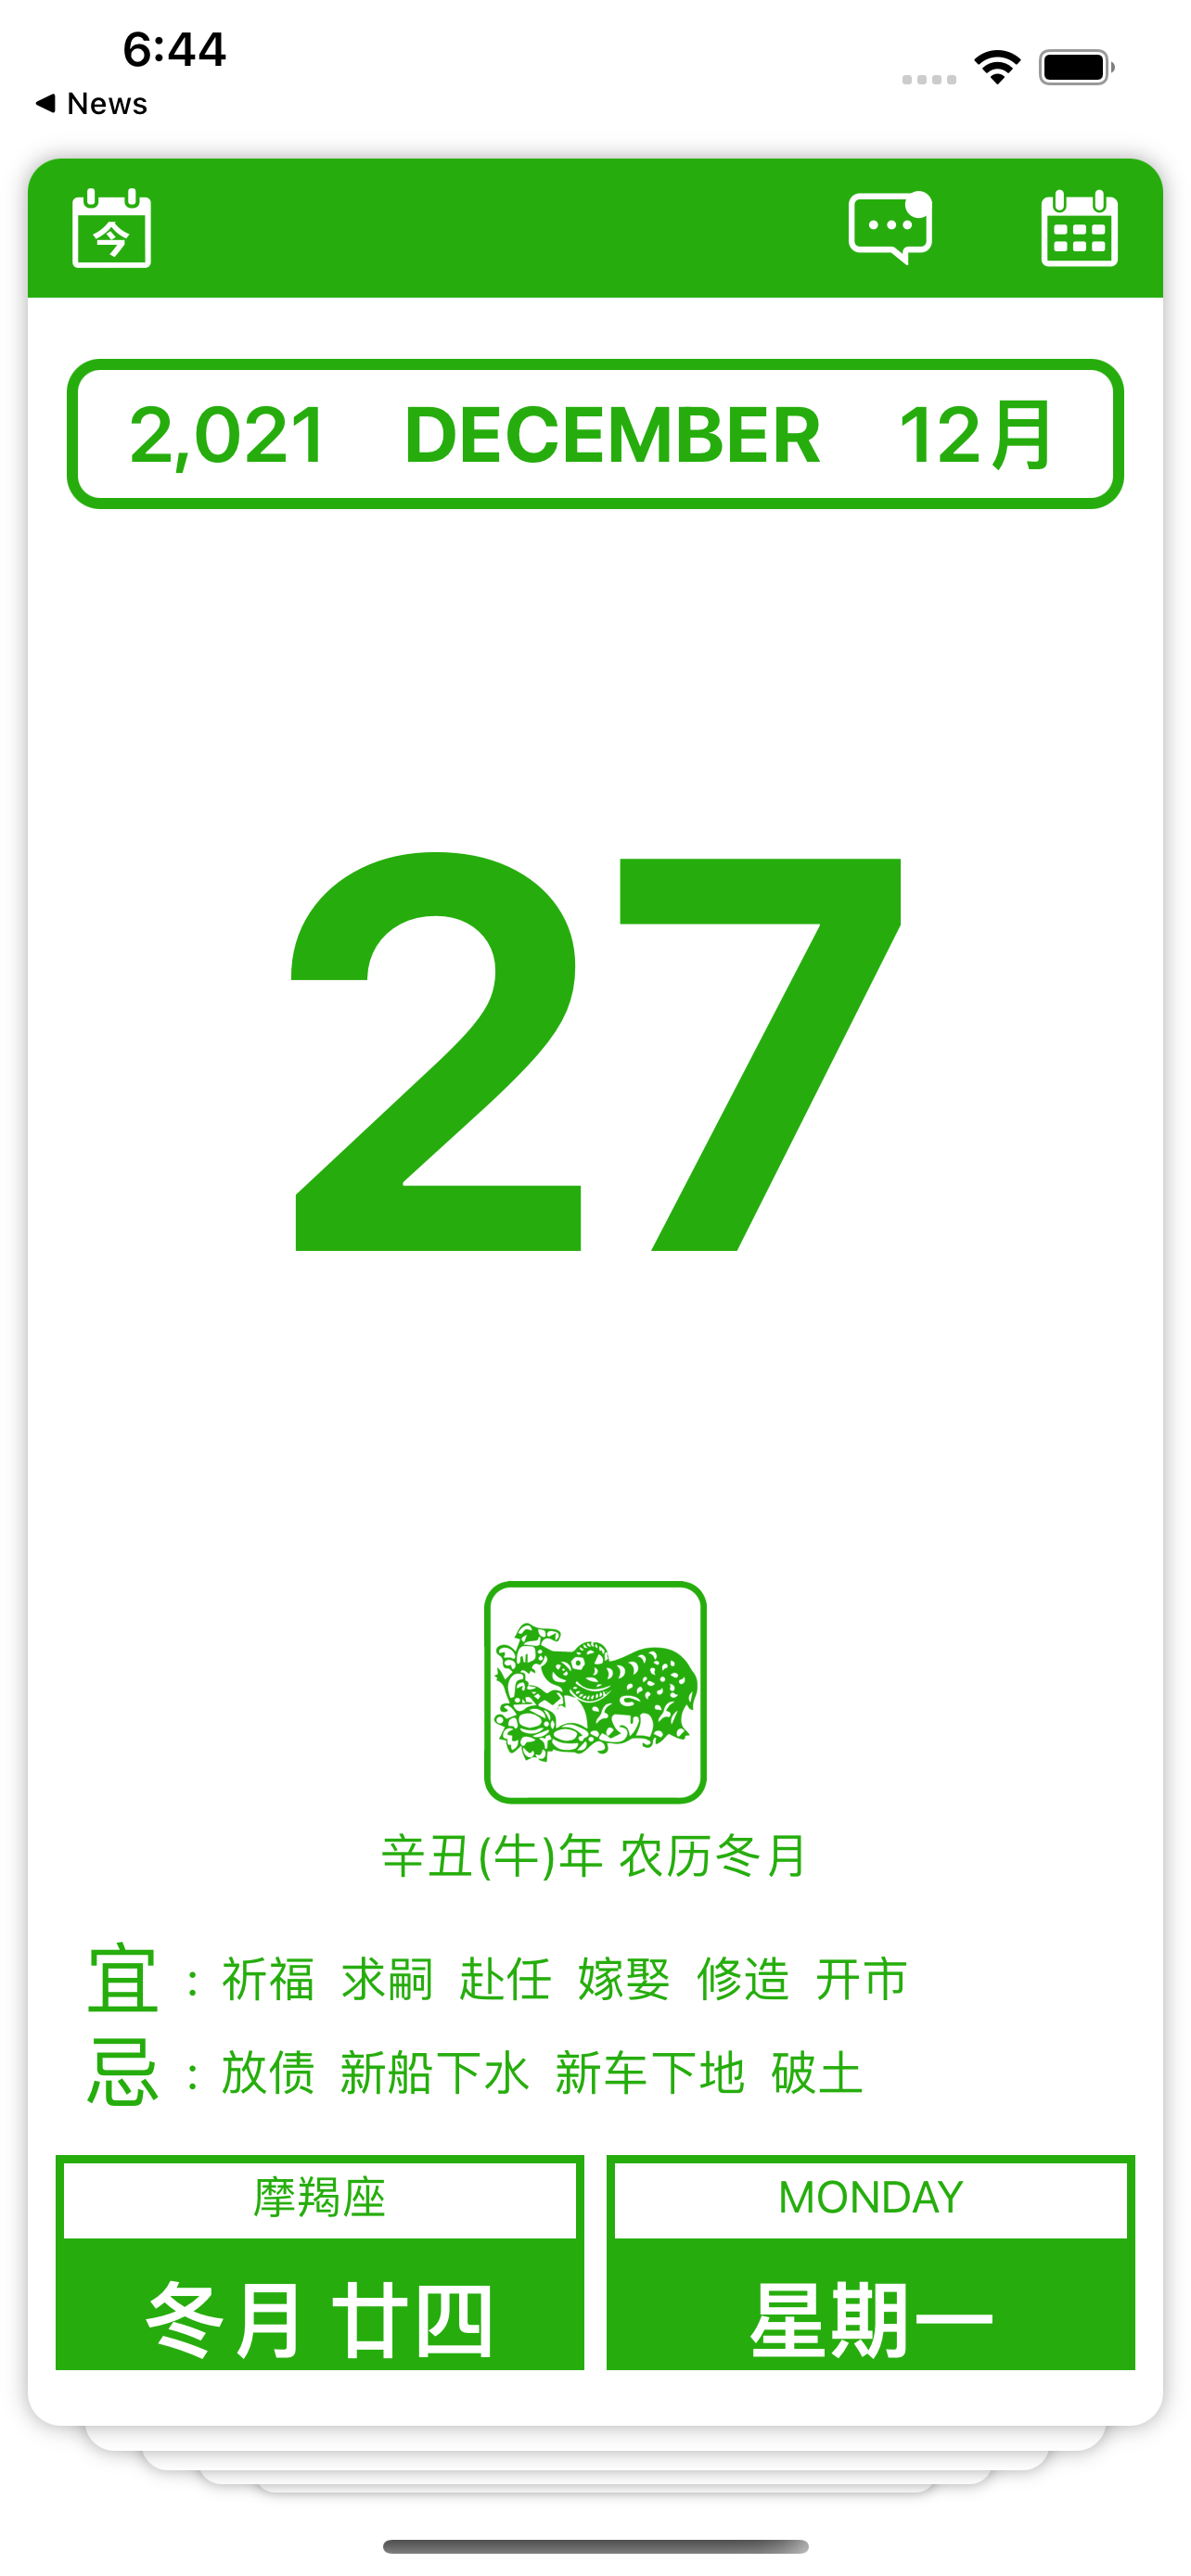 6:44
◀ News
今
2,021 DECEMBER 12月
27
辛丑(牛)年 农历冬月
宜 : 祈福 求嗣 赴任 嫁娶 修造 开市
忌 : 放债 新船下水 新车下地 破土
摩羯座
冬月 廿四
MONDAY
星期一